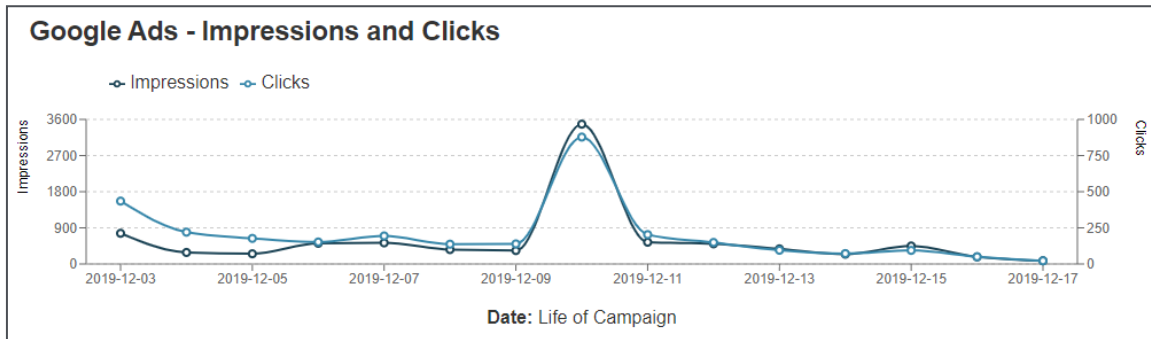 Google Ads - Impressions and Clicks
Impressions Clicks
Impressions
Clicks
3600 1000
2700 750
1800 500
900 250
0 0
2019-12-03 2019-12-05 2019-12-07 2019-12-09 2019-12-11 2019-12-13 2019-12-15 2019-12-17
Date: Life of Campaign